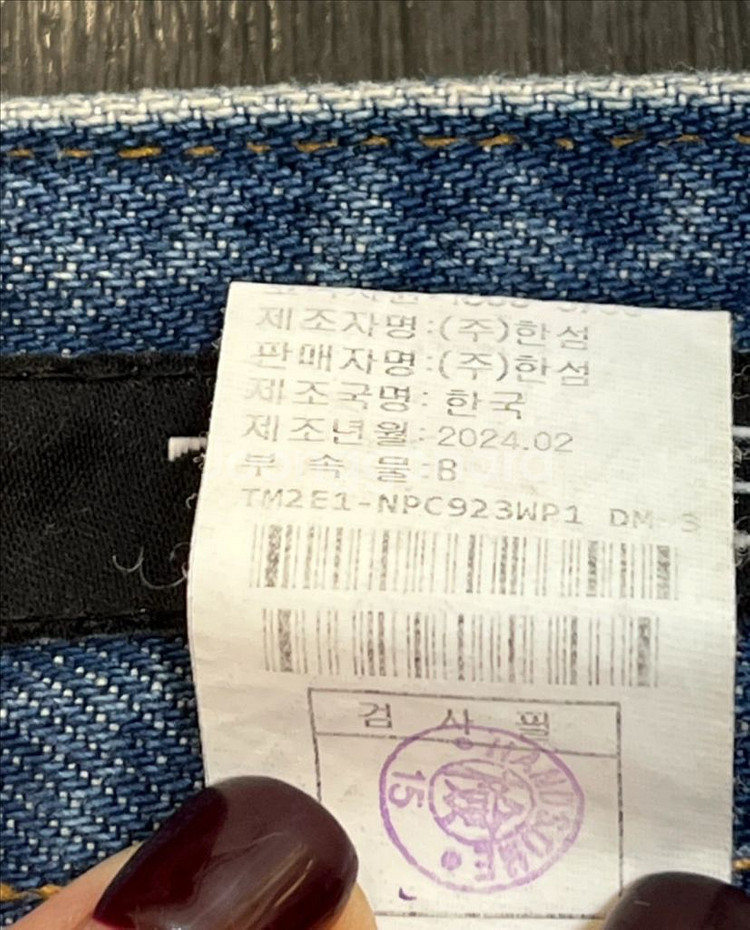 제조자명:(주)한섬
판매자명:(주)한섬
제조국명:한국
제조년월:2024.02
부속물:B
TM2E1-NPC923WP1 DM S
검사필
HANDSOME
15